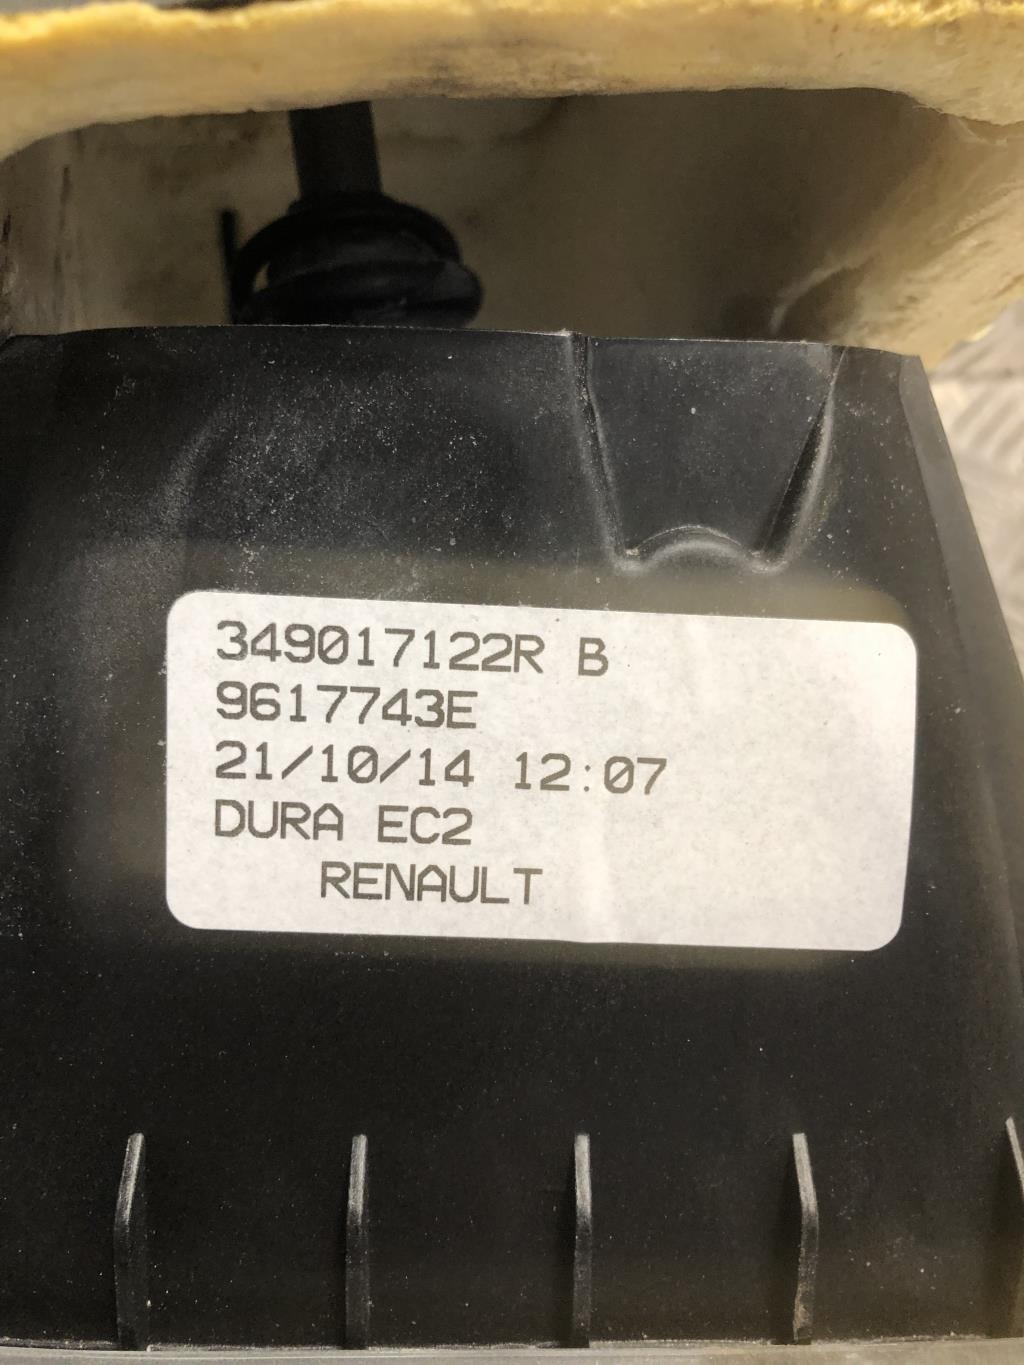 349017122R B
9617743E
21/10/14 12:07
DURA EC2
RENAULT